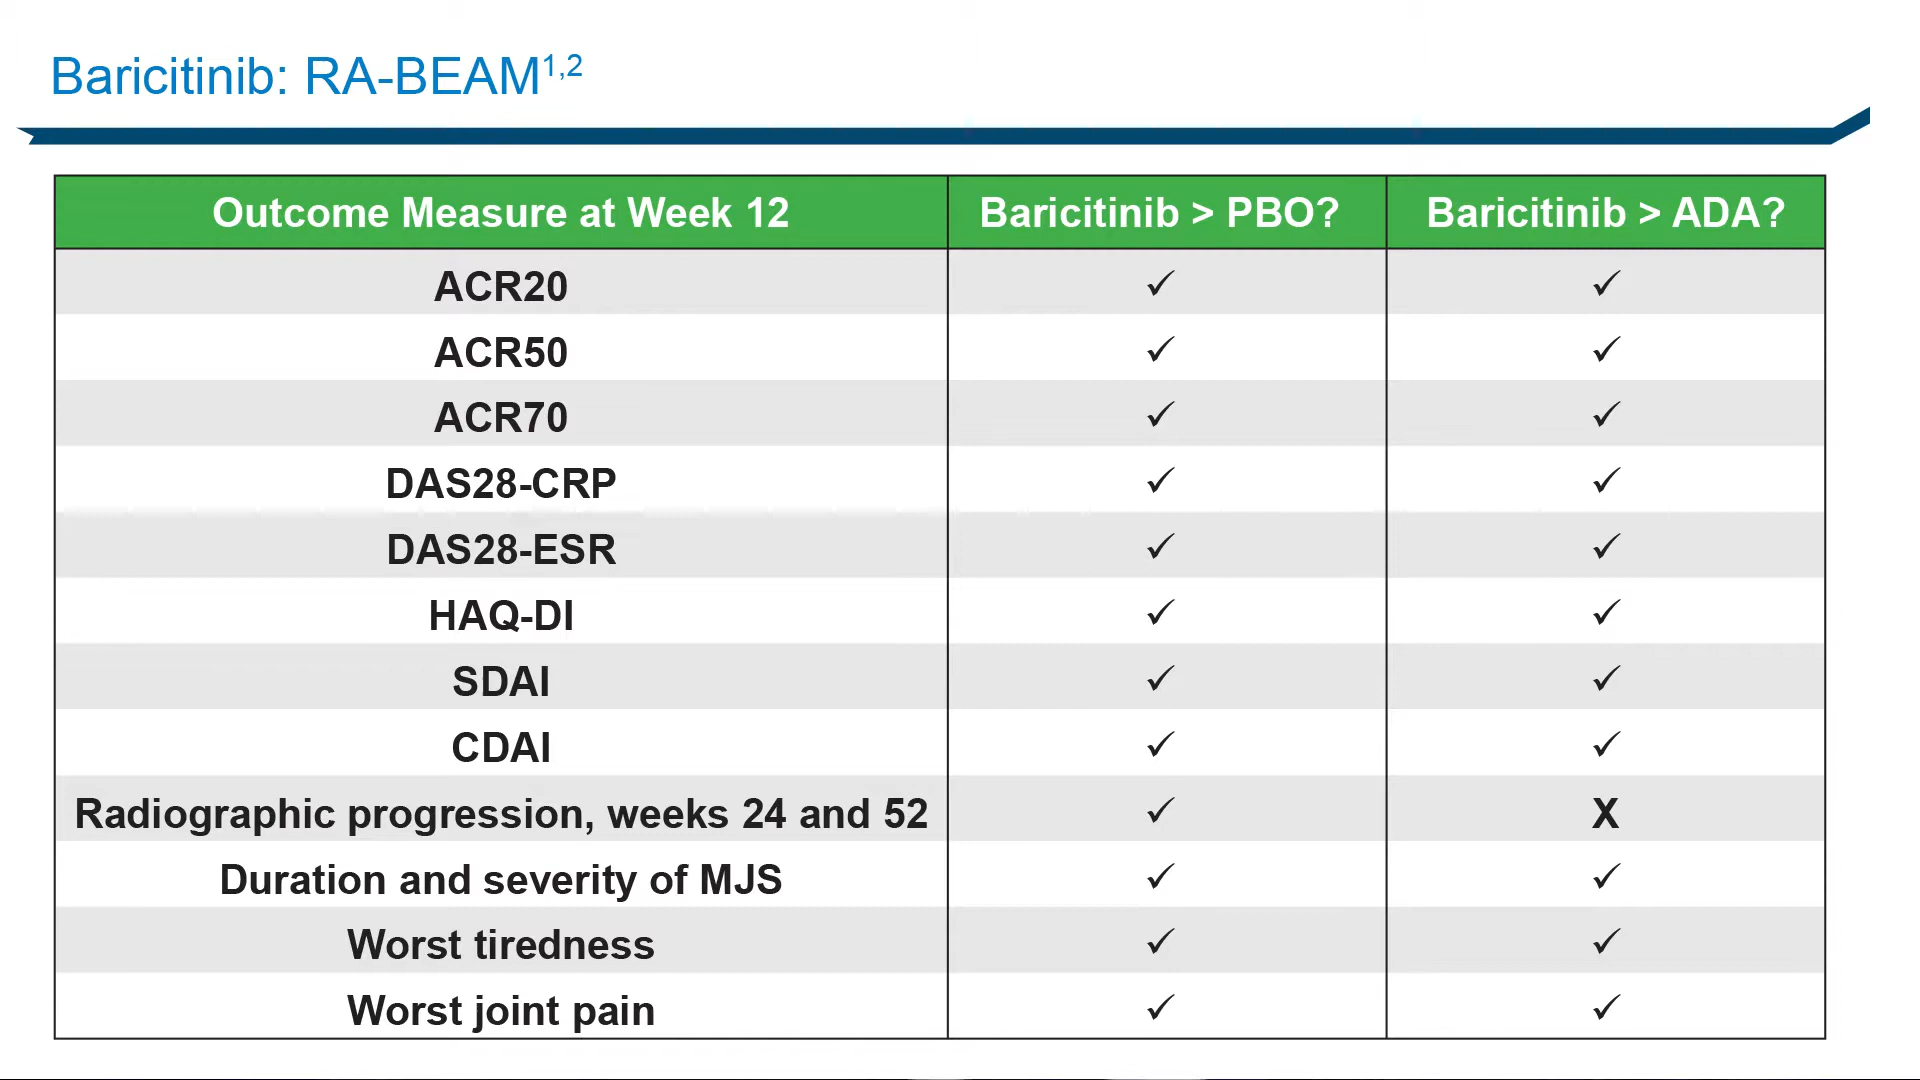 Baricitinib: RA-BEAM1,2
Outcome Measure at Week 12 Baricitinib > PBO? Baricitinib > ADA?
ACR20 ✓ ✓
ACR50 ✓ ✓
ACR70 ✓ ✓
DAS28-CRP ✓ ✓
DAS28-ESR ✓ ✓
HAQ-DI ✓ ✓
SDAI ✓ ✓
CDAI ✓ ✓
Radiographic progression, weeks 24 and 52 ✓ X
Duration and severity of MJS ✓ ✓
Worst tiredness ✓ ✓
Worst joint pain ✓ ✓